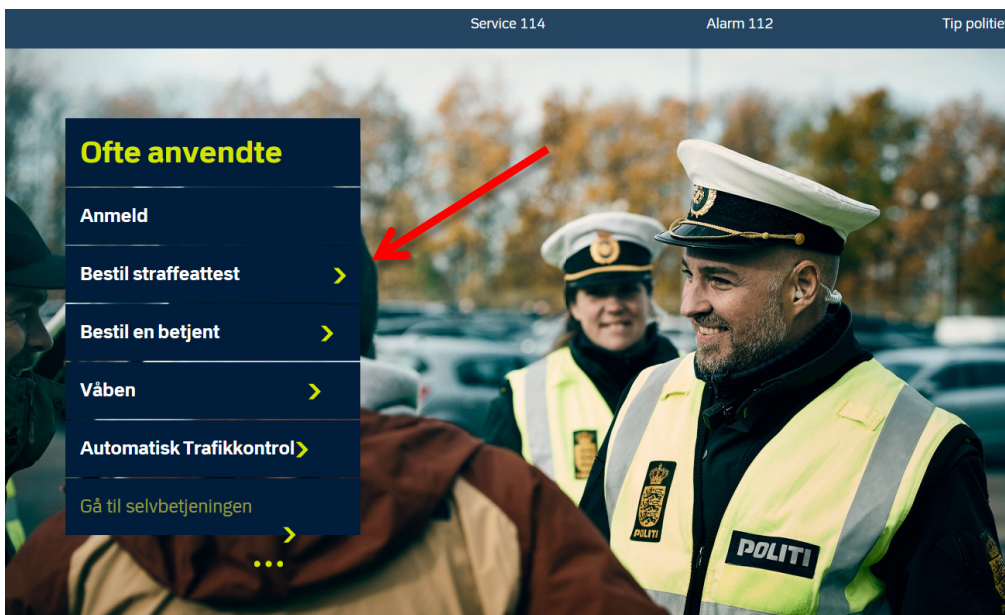 Service 114
Alarm 112
Tip politie
Ofte anvendte
Anmeld
Bestil straffeattest
Bestil en betjent
Våben
Automatisk Trafikkontrol
Gå til selvbetjeningen
POLITI
POLITI